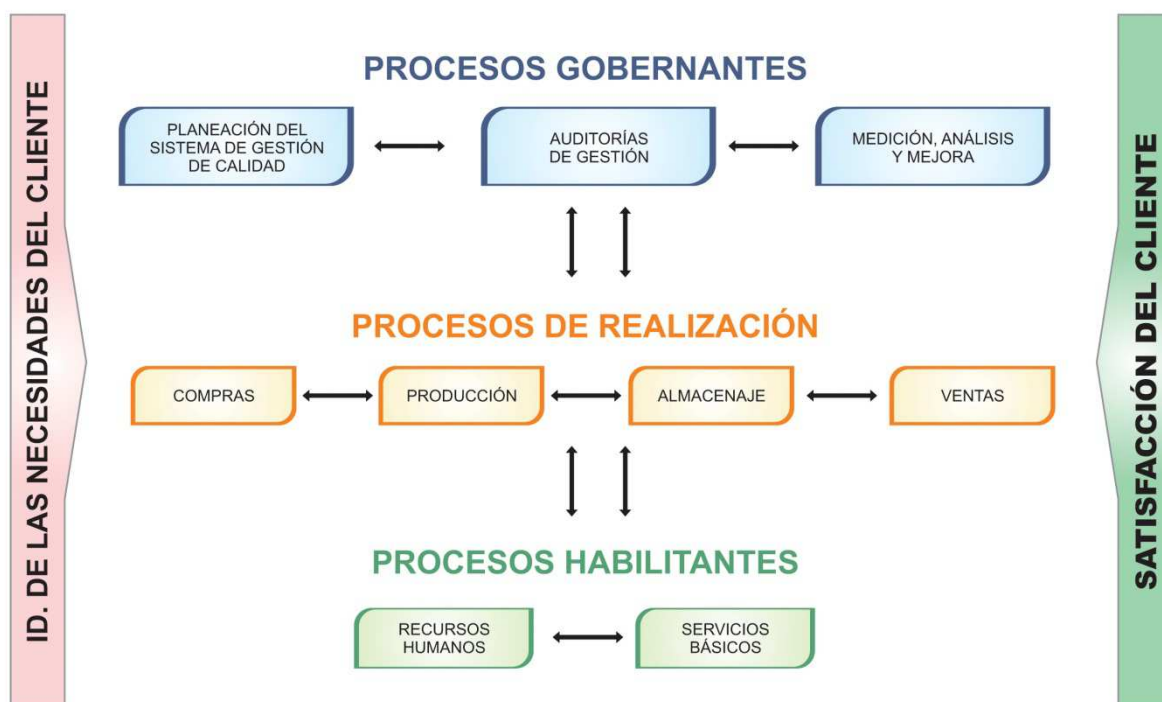 ID. DE LAS NECESIDADES DEL CLIENTE
PROCESOS GOBERNANTES
PLANEACIÓN DEL
SISTEMA DE GESTIÓN
DE CALIDAD
AUDITORÍAS
DE GESTIÓN
MEDICIÓN, ANÁLISIS
Y MEJORA
PROCESOS DE REALIZACIÓN
COMPRAS
PRODUCCIÓN
ALMACENAJE
VENTAS
PROCESOS HABILITANTES
RECURSOS
HUMANOS
SERVICIOS
BÁSICOS
SATISFACCIÓN DEL CLIENTE